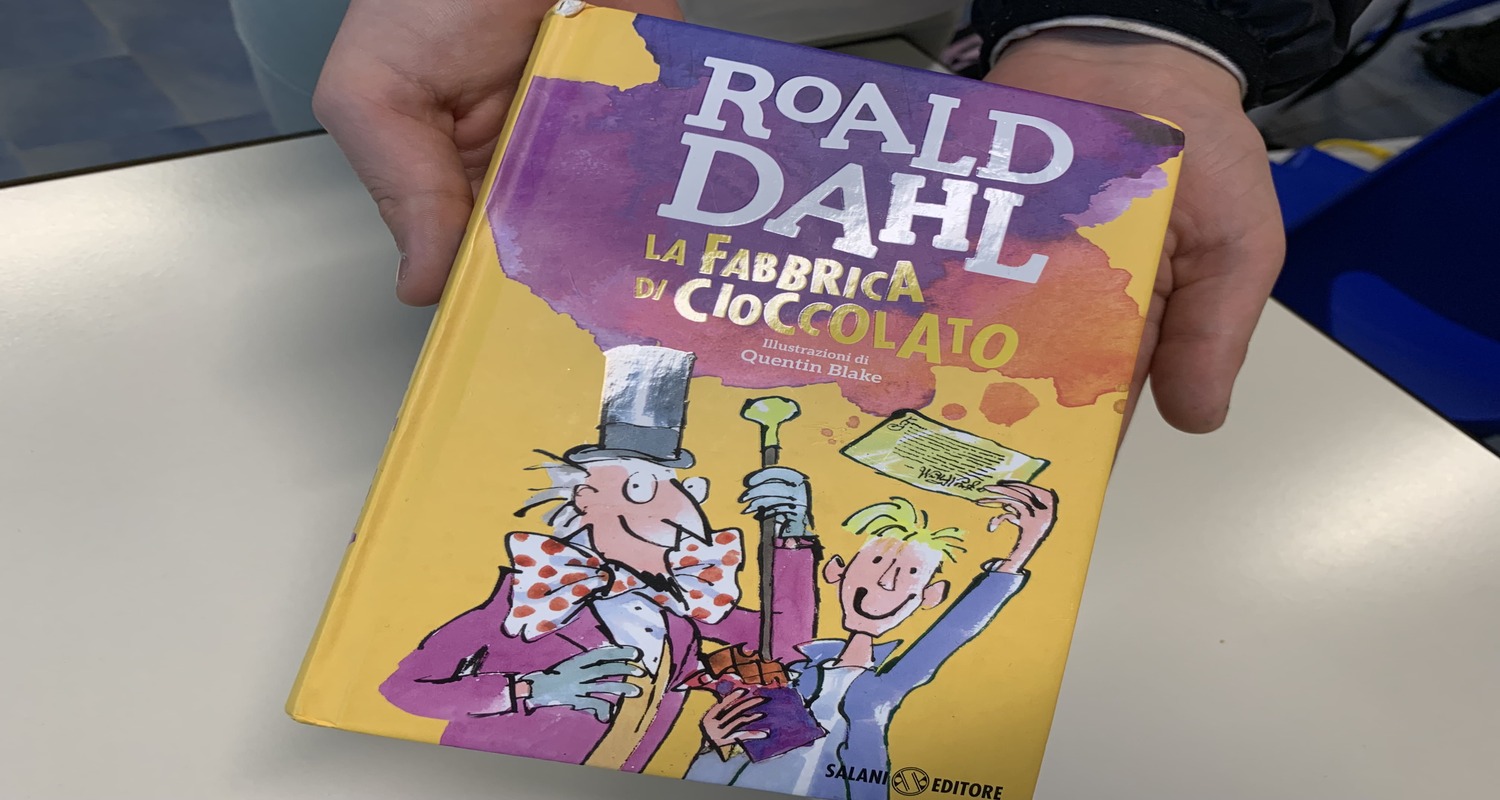 ROALD
DAHL
LA FABBRICA
DI CIOCCOLATO
Illustrazioni di
Quentin Blake
SALANI EDITORE